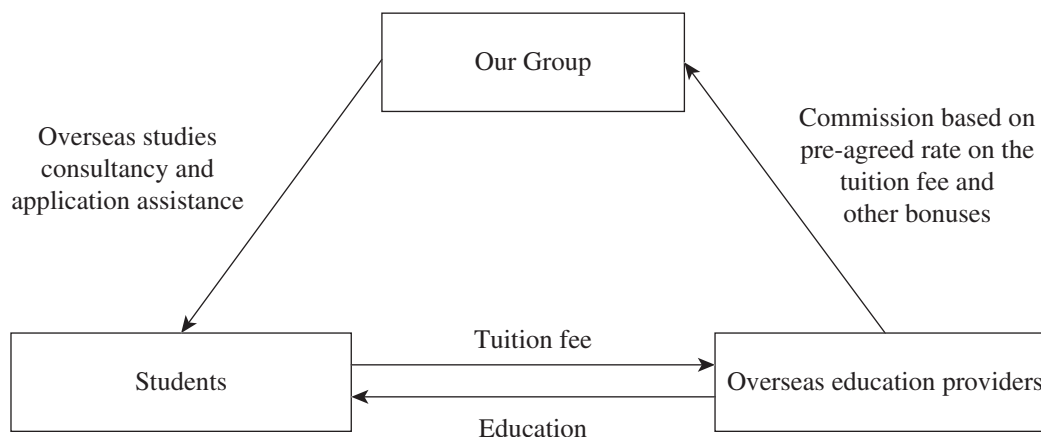 Our Group
Overseas studies
consultancy and
application assistance
Commission based on
pre-agreed rate on the
tuition fee and
other bonuses
Students
Tuition fee
Education
Overseas education providers